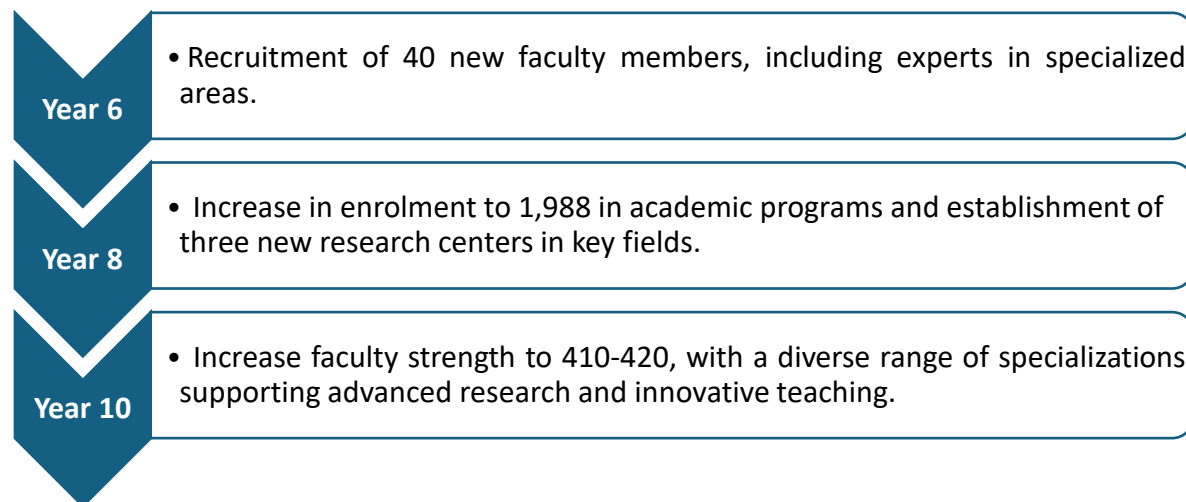 • Recruitment of 40 new faculty members, including experts in specialized
areas.
Year 6
• Increase in enrolment to 1,988 in academic programs and establishment of
three new research centers in key fields.
Year 8
• Increase faculty strength to 410-420, with a diverse range of specializations
supporting advanced research and innovative teaching.
Year 10